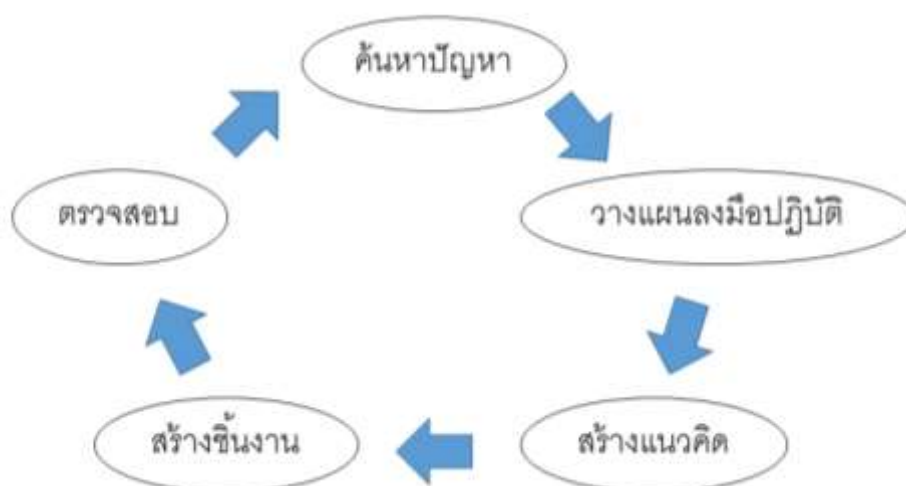 ค้นหาปัญหา
วางแผนลงมือปฏิบัติ
สร้างแนวคิด
สร้างชิ้นงาน
ตรวจสอบ